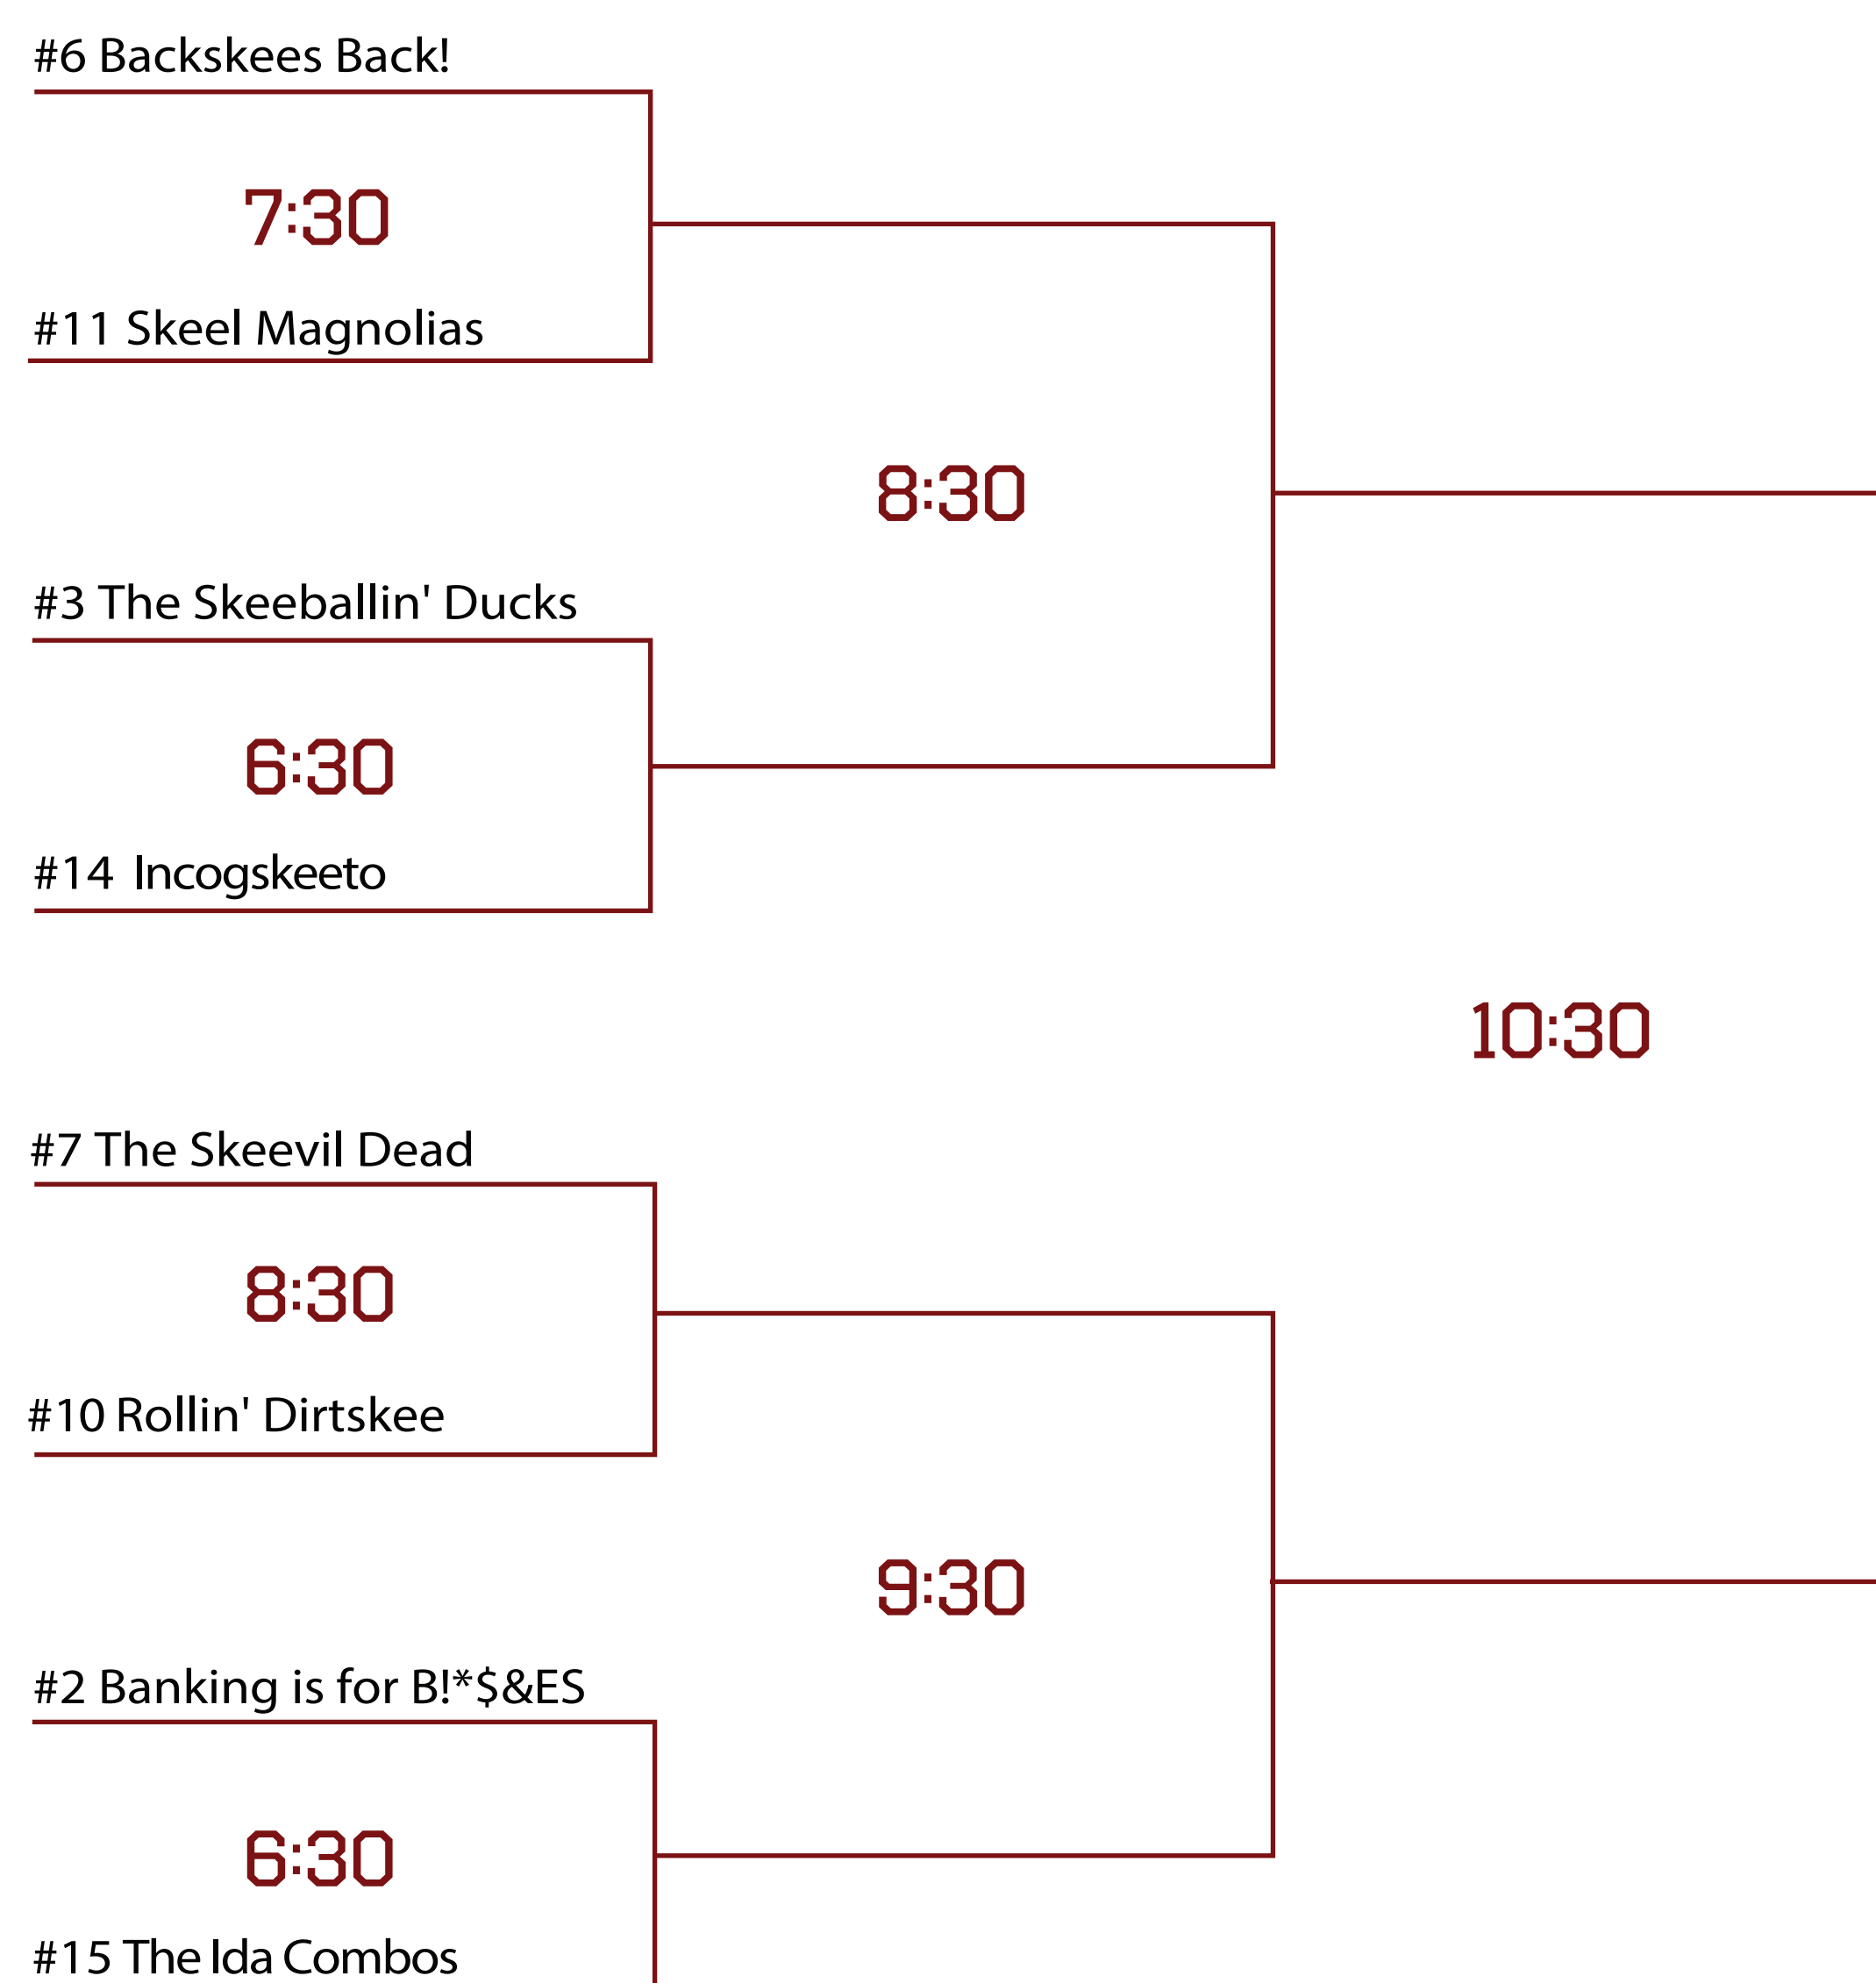 #6 Backskees Back!
7:30
#11 Skeel Magnolias
8:30
#3 The Skeeballin' Ducks
6:30
#14 Incogskeeto
10:30
#7 The Skeevil Dead
8:30
#10 Rollin' Dirtskee
9:30
#2 Banking is for B!*$&ES
6:30
#15 The Ida Combos